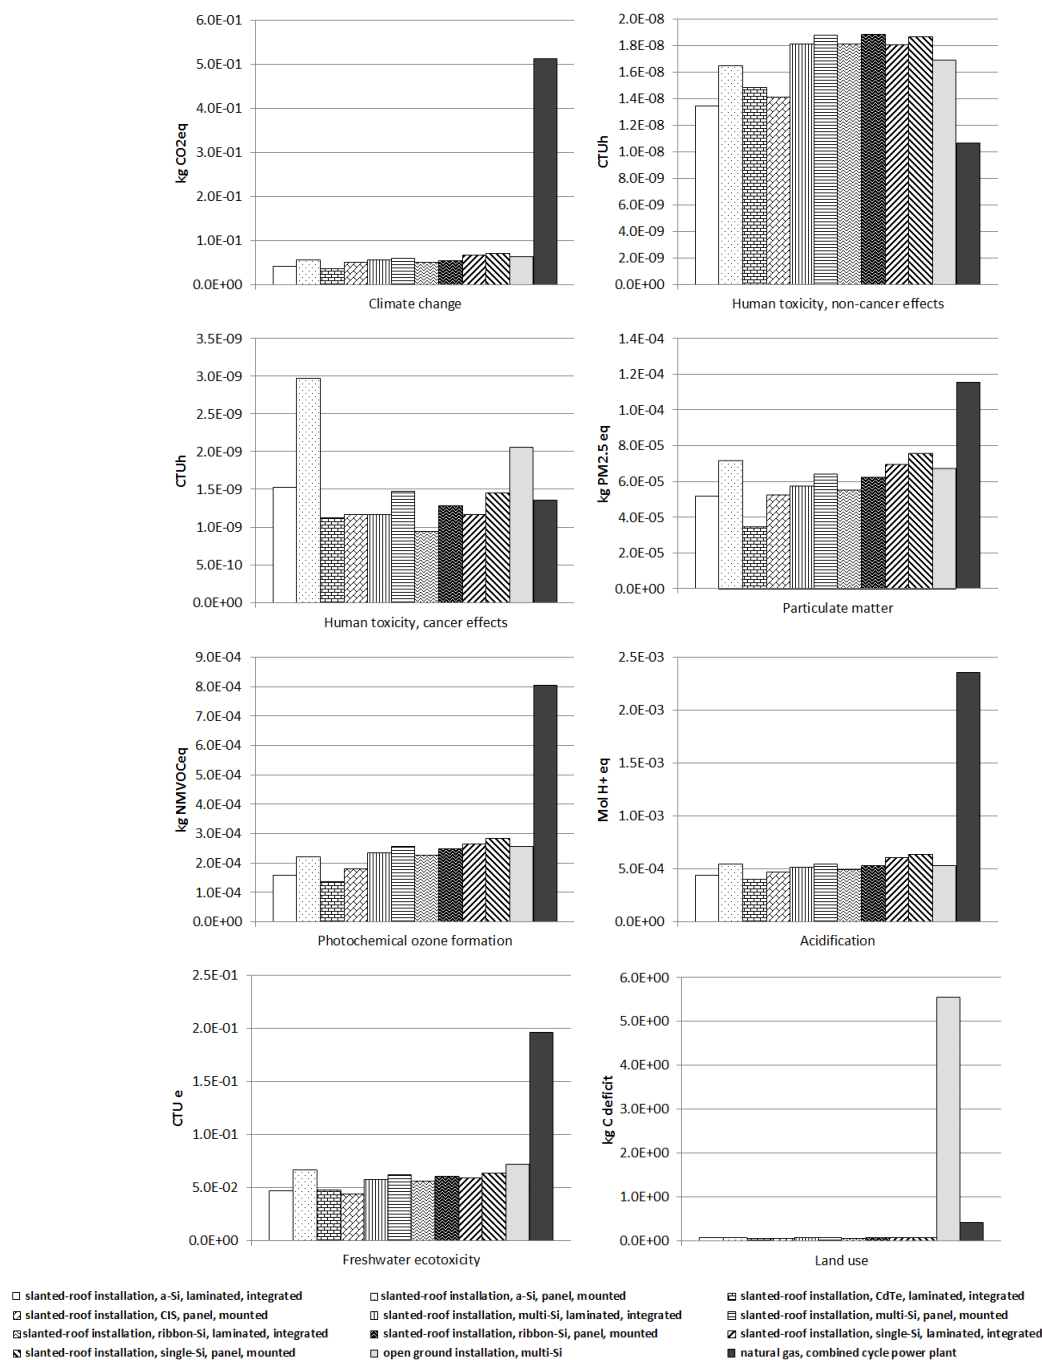 6.0E-01
5.0E-01
4.0E-01
3.0E-01
2.0E-01
1.0E-01
0.0E+00
kg CO2eq
Climate change
2.0E-08
1.8E-08
1.6E-08
1.4E-08
1.2E-08
1.0E-08
8.0E-09
6.0E-09
4.0E-09
2.0E-09
0.0E+00
CTUh
Human toxicity, non-cancer effects
3.5E-09
3.0E-09
2.5E-09
2.0E-09
1.5E-09
1.0E-09
5.0E-10
0.0E+00
CTUh
Human toxicity, cancer effects
1.4E-04
1.2E-04
1.0E-04
8.0E-05
6.0E-05
4.0E-05
2.0E-05
0.0E+00
kg PM2.5 eq
Particulate matter
9.0E-04
8.0E-04
7.0E-04
6.0E-04
5.0E-04
4.0E-04
3.0E-04
2.0E-04
1.0E-04
0.0E+00
kg NMVOCeq
Photochemical ozone formation
2.5E-03
2.0E-03
1.5E-03
1.0E-03
5.0E-04
0.0E+00
Mol H+ eq
Acidification
2.5E-01
2.0E-01
1.5E-01
1.0E-01
5.0E-02
0.0E+00
CTU e
Freshwater ecotoxicity
6.0E+00
5.0E+00
4.0E+00
3.0E+00
2.0E+00
1.0E+00
0.0E+00
kg C deficit
Land use
slanted-roof installation, a-Si, laminated, integrated
slanted-roof installation, a-Si, panel, mounted
slanted-roof installation, CdTe, laminated, integrated
slanted-roof installation, CIS, panel, mounted
slanted-roof installation, multi-Si, laminated, integrated
slanted-roof installation, multi-Si, panel, mounted
slanted-roof installation, ribbon-Si, laminated, integrated
slanted-roof installation, ribbon-Si, panel, mounted
slanted-roof installation, single-Si, laminated, integrated
slanted-roof installation, single-Si, panel, mounted
open ground installation, multi-Si
natural gas, combined cycle power plant